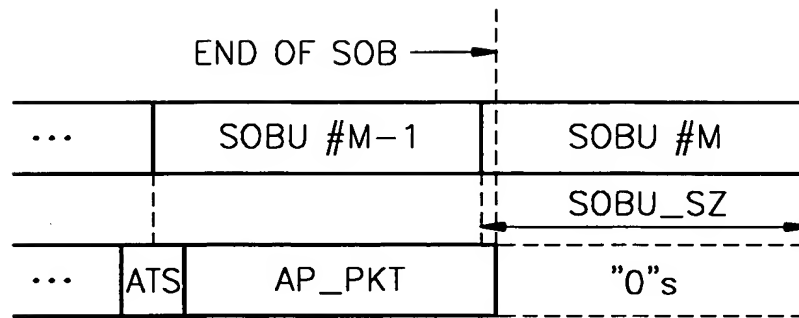 END OF SOB
... SOBU #M-1 SOBU #M
SOBU_SZ
... ATS AP_PKT "0"s